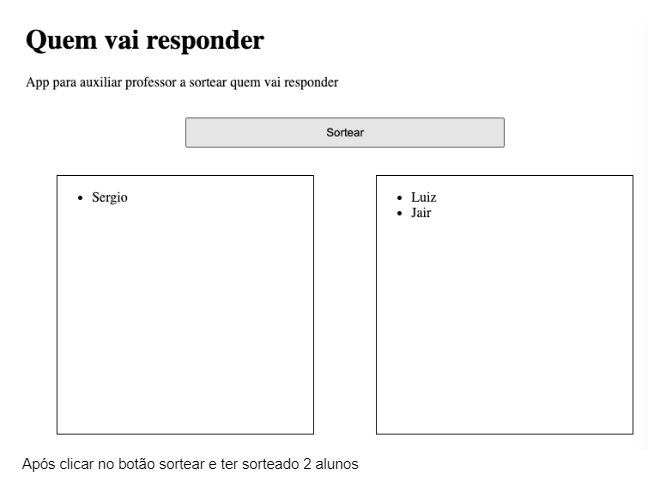 Quem vai responder
App para auxiliar professor a sortear quem vai responder
Sortear
Sergio
Luiz
Jair
Após clicar no botão sortear e ter sorteado 2 alunos